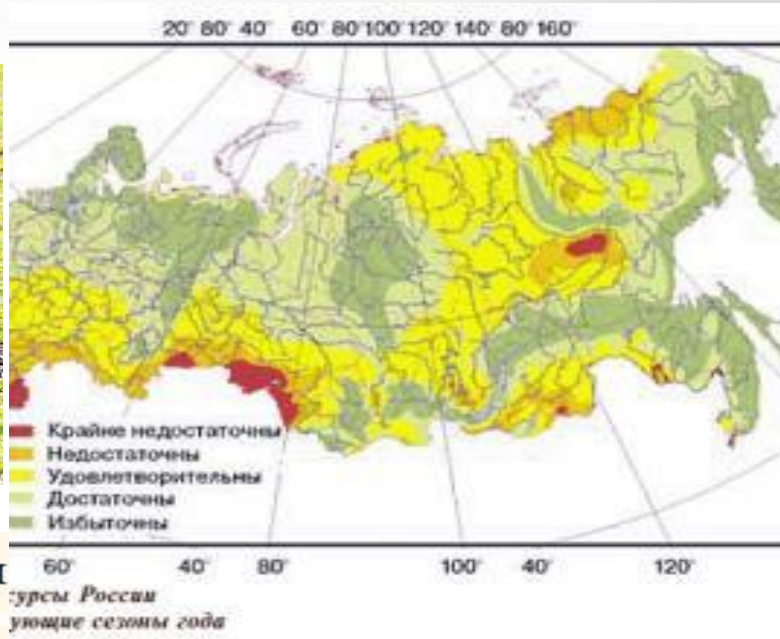 20° 80° 40° 60° 80° 100° 120° 140° 80° 160°
Крайне недостаточны
Недостаточны
Удовлетворительны
Достаточны
Избыточны
60° 40° 80° 100° 40° 120°
сурсы России
ующие сезоны года